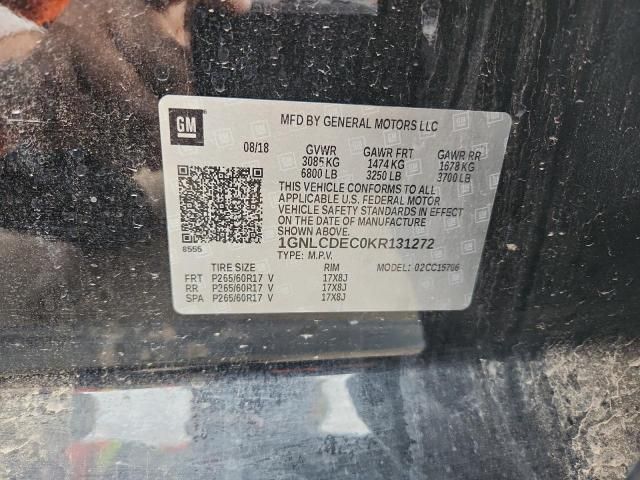 GM
MFD BY GENERAL MOTORS LLC
08/18 GVWR GAWR FRT GAWR RR
3085 KG 1474 KG 1678 KG
6800 LB 3250 LB 3700 LB
THIS VEHICLE CONFORMS TO ALL
APPLICABLE U.S. FEDERAL MOTOR
VEHICLE SAFETY STANDARDS IN EFFECT
ON THE DATE OF MANUFACTURE
SHOWN ABOVE.
8555 1GNLCDEC0KR131272
TYPE: M.P.V.
TIRE SIZE RIM MODEL: 02CC15706
FRT P265/60R17 V 17X8J
RR P265/60R17 V 17X8J
SPA P265/60R17 V 17X8J